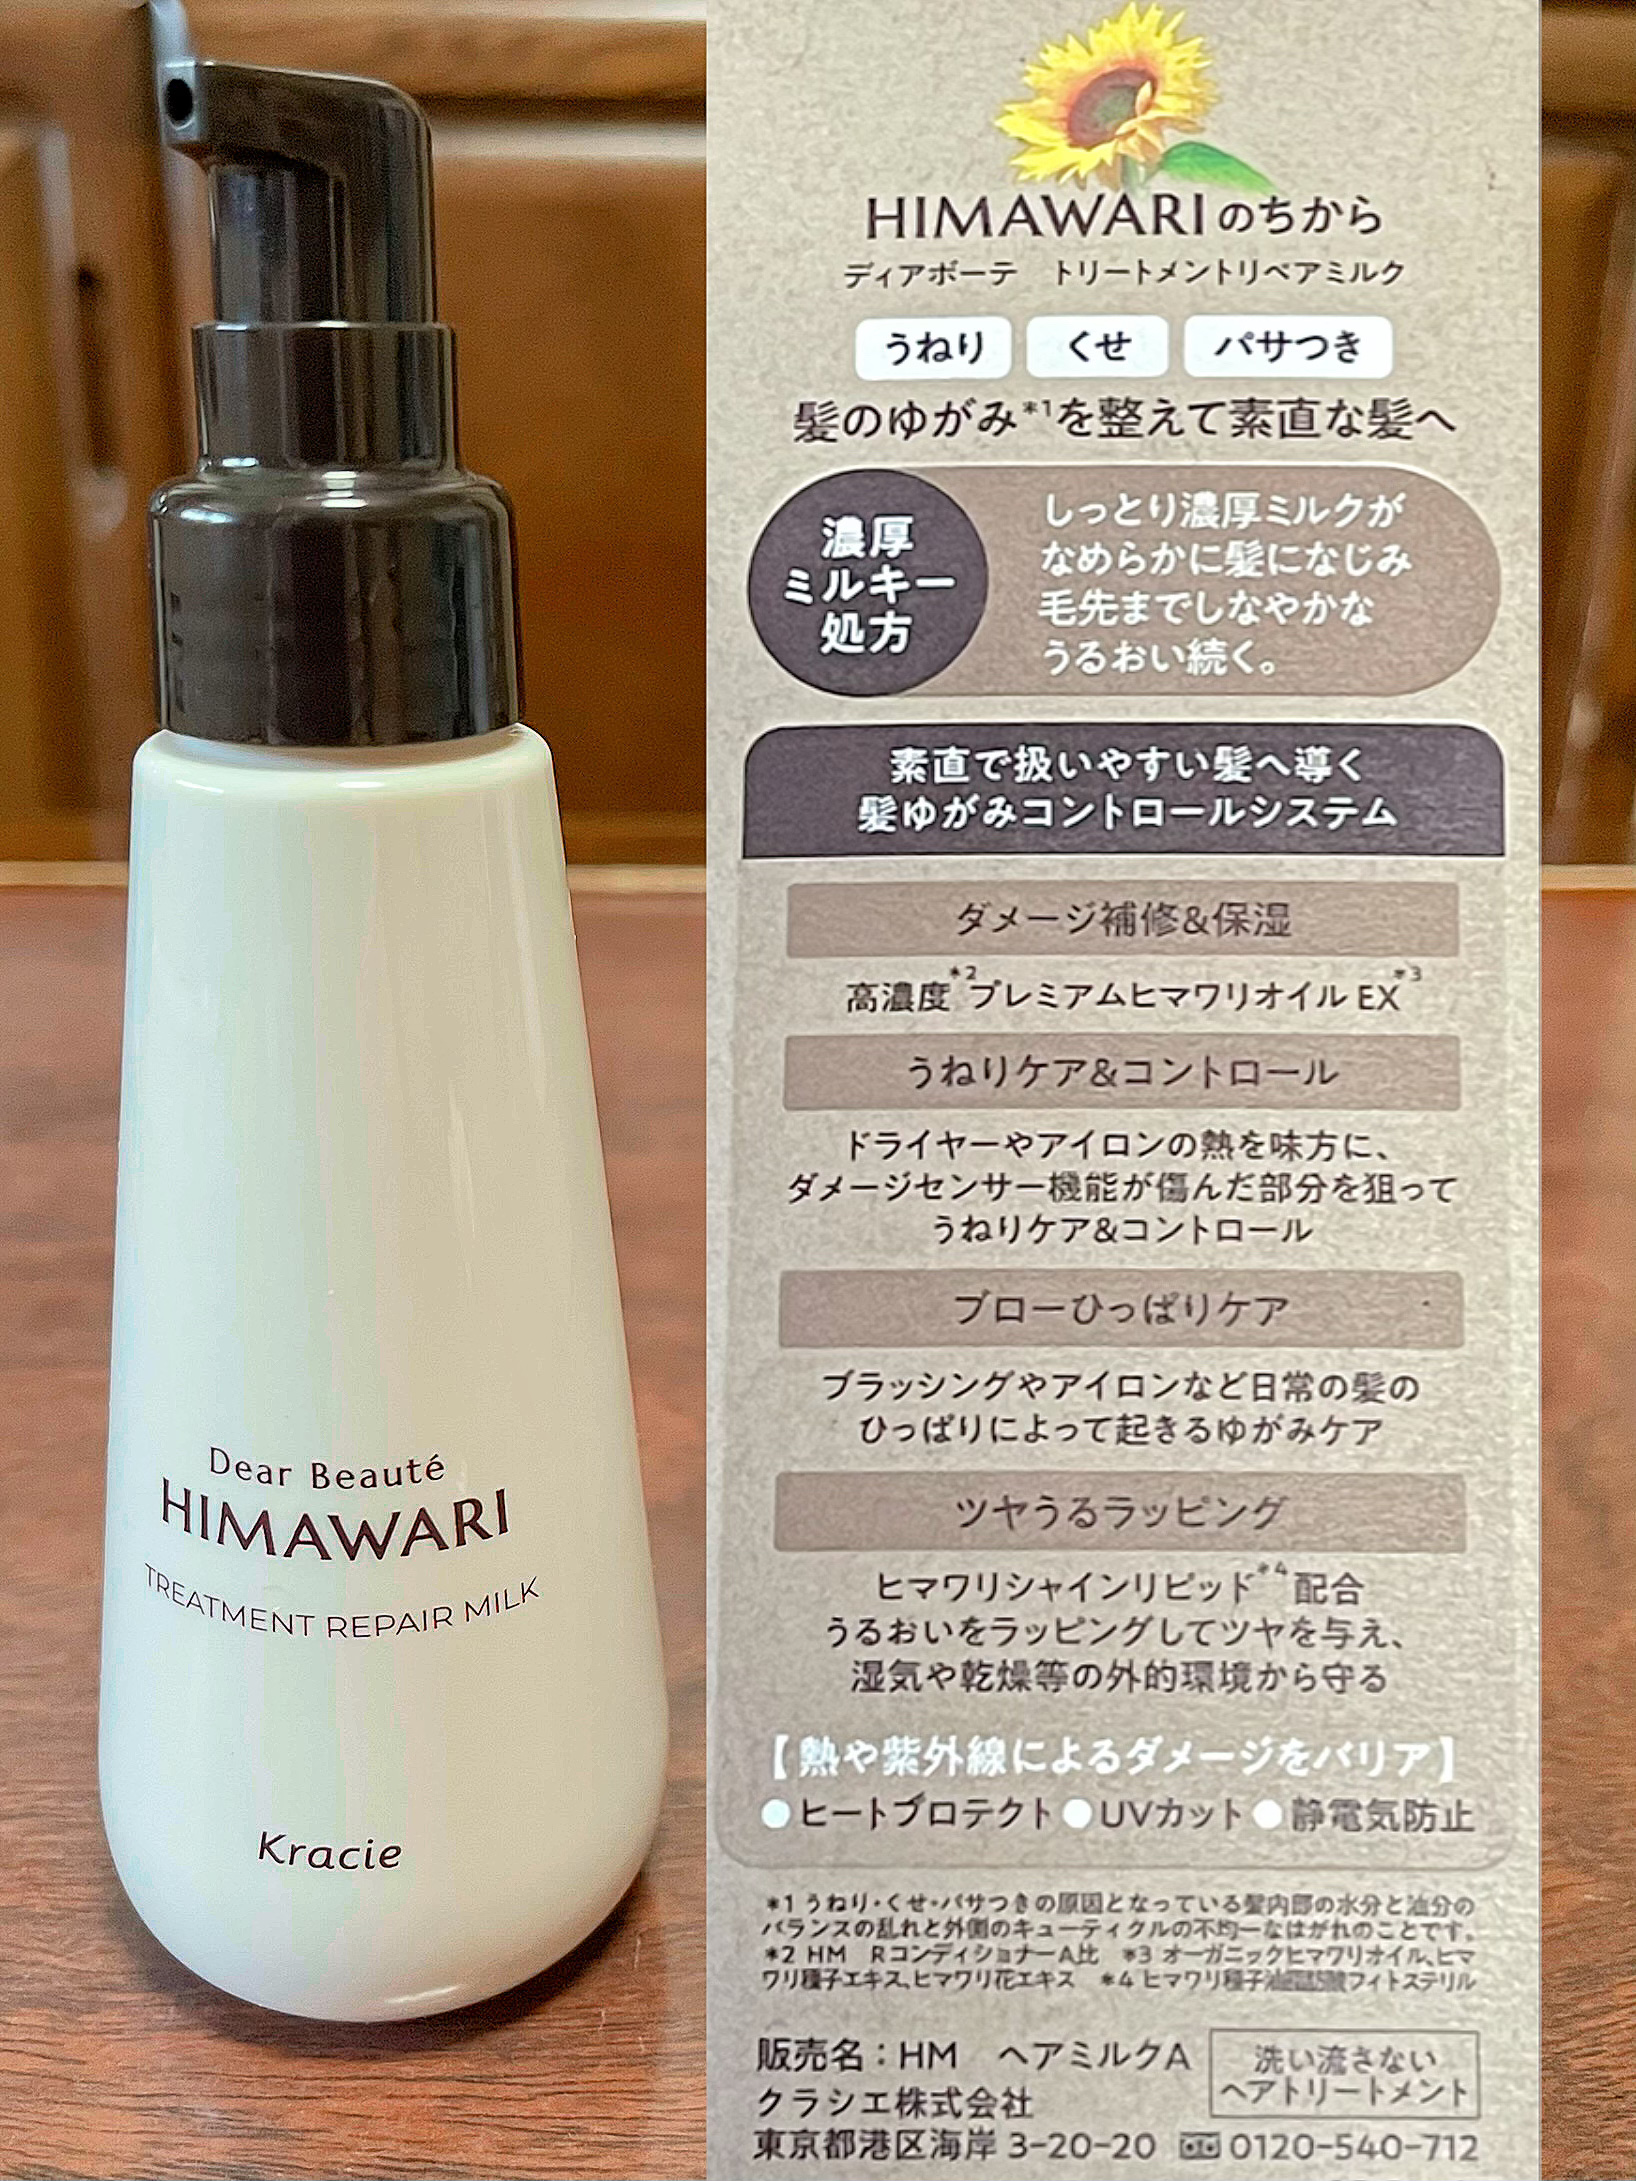 Dear Beauté
HIMAWARI
TREATMENT REPAIR MILK
Kracie
HIMAWARIのちから
ディアボーテ　トリートメントリペアミルク
うねり
くせ
パサつき
髪のゆがみ*1を整えて素直な髪へ
濃厚
ミルキー
処方
しっとり濃厚ミルクが
なめらかに髪になじみ
毛先までしなやかな
うるおい続く。
素直で扱いやすい髪へ導く
髪ゆがみコントロールシステム
ダメージ補修&保湿
高濃度*2プレミアムヒマワリオイル EX*3
うねりケア&コントロール
ドライヤーやアイロンの熱を味方に、
ダメージセンサー機能が傷んだ部分を狙って
うねりケア&コントロール
ブローひっぱりケア
ブラッシングやアイロンなど日常の髪の
ひっぱりによって起きるゆがみケア
ツヤうるラッピング
ヒマワリシャインリピッド*4配合
うるおいをラッピングしてツヤを与え、
湿気や乾燥等の外的環境から守る
【熱や紫外線によるダメージをバリア】
●ヒートプロテクト●UVカット●静電気防止
*1 うねり・くせ・パサつきの原因となっている髪内部の水分と油分の
バランスの乱れと外側のキューティクルの不均一なはがれのことです。
*2 HM　RコンディショナーA比　*3 オーガニックヒマワリオイル、ヒマ
ワリ種子エキス、ヒマワリ花エキス　*4 ヒマワリ種子油フィトステリル
販売名：HM　ヘアミルクA
クラシエ株式会社
洗い流さない
ヘアトリートメント
東京都港区海岸 3-20-20　0120-540-712